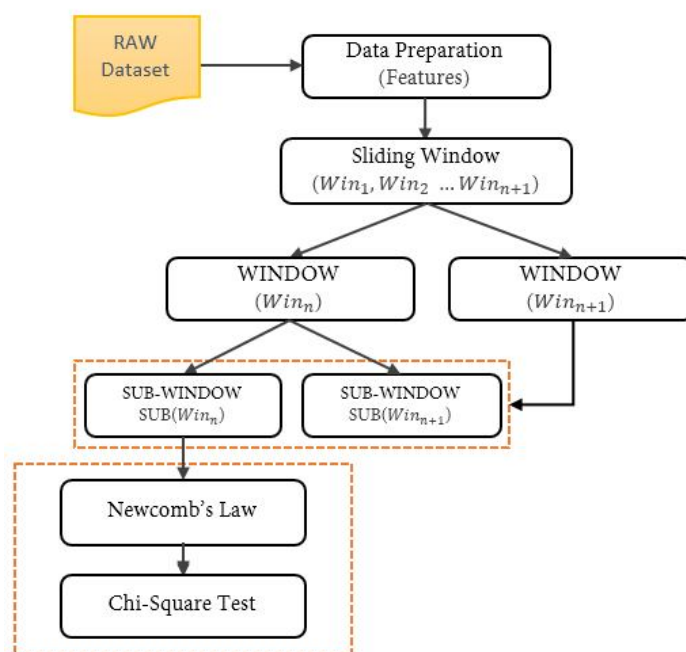 RAW
Dataset
Data Preparation
(Features)
Sliding Window
(Win₁, Win₂ ... Winₙ₊₁)
WINDOW
(Winₙ)
WINDOW
(Winₙ₊₁)
SUB-WINDOW
SUB(Winₙ)
SUB-WINDOW
SUB(Winₙ₊₁)
Newcomb's Law
Chi-Square Test